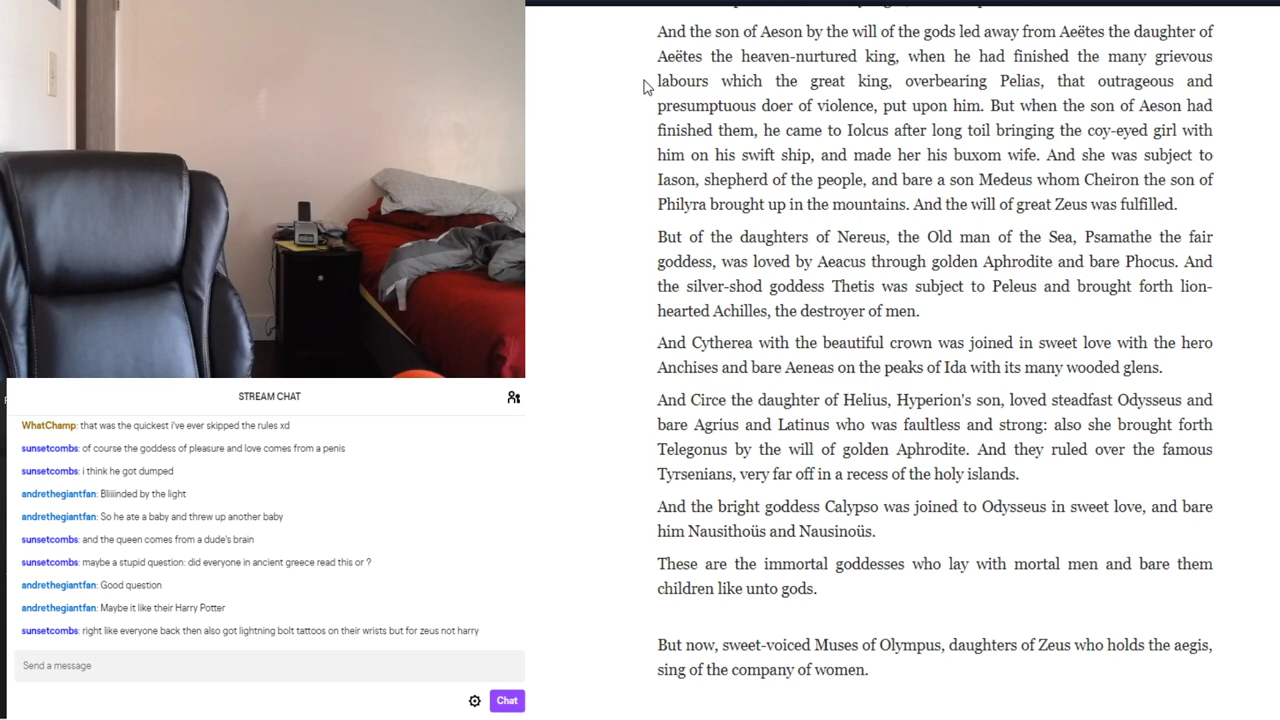 STREAM CHAT
WhatChamp: that was the quickest i've ever skipped the rules xd
sunsetcombs: of course the goddess of pleasure and love comes from a penis
sunsetcombs: i think he got dumped
andrethegiantfan: Bliiinded by the light
andrethegiantfan: So he ate a baby and threw up another baby
sunsetcombs: and the queen comes from a dude's brain
sunsetcombs: maybe a stupid question: did everyone in ancient greece read this or ?
andrethegiantfan: Good question
andrethegiantfan: Maybe it like their Harry Potter
sunsetcombs: right like everyone back then also got lightning bolt tattoos on their wrists but for zeus not harry
Send a message
Chat
And the son of Aeson by the will of the gods led away from Aeëtes the daughter of
Aeëtes the heaven-nurtured king, when he had finished the many grievous
labours which the great king, overbearing Pelias, that outrageous and
presumptuous doer of violence, put upon him. But when the son of Aeson had
finished them, he came to Iolcus after long toil bringing the coy-eyed girl with
him on his swift ship, and made her his buxom wife. And she was subject to
Iason, shepherd of the people, and bare a son Medeus whom Cheiron the son of
Philyra brought up in the mountains. And the will of great Zeus was fulfilled.
But of the daughters of Nereus, the Old man of the Sea, Psamathe the fair
goddess, was loved by Aeacus through golden Aphrodite and bare Phocus. And
the silver-shod goddess Thetis was subject to Peleus and brought forth lion-
hearted Achilles, the destroyer of men.
And Cytherea with the beautiful crown was joined in sweet love with the hero
Anchises and bare Aeneas on the peaks of Ida with its many wooded glens.
And Circe the daughter of Helius, Hyperion's son, loved steadfast Odysseus and
bare Agrius and Latinus who was faultless and strong: also she brought forth
Telegonus by the will of golden Aphrodite. And they ruled over the famous
Tyrsenians, very far off in a recess of the holy islands.
And the bright goddess Calypso was joined to Odysseus in sweet love, and bare
him Nausithoüs and Nausinoüs.
These are the immortal goddesses who lay with mortal men and bare them
children like unto gods.
But now, sweet-voiced Muses of Olympus, daughters of Zeus who holds the aegis,
sing of the company of women.